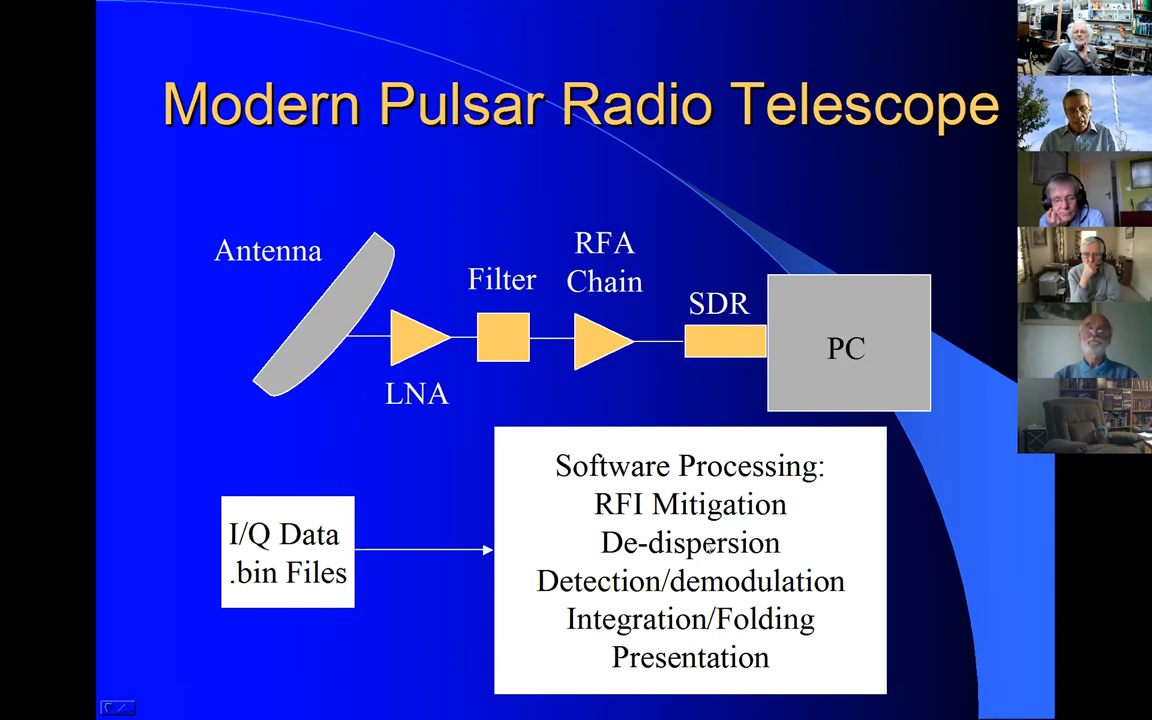 Modern Pulsar Radio Telescope
Antenna
LNA
Filter
RFA
Chain
SDR
PC
I/Q Data
.bin Files
Software Processing:
RFI Mitigation
De-dispersion
Detection/demodulation
Integration/Folding
Presentation